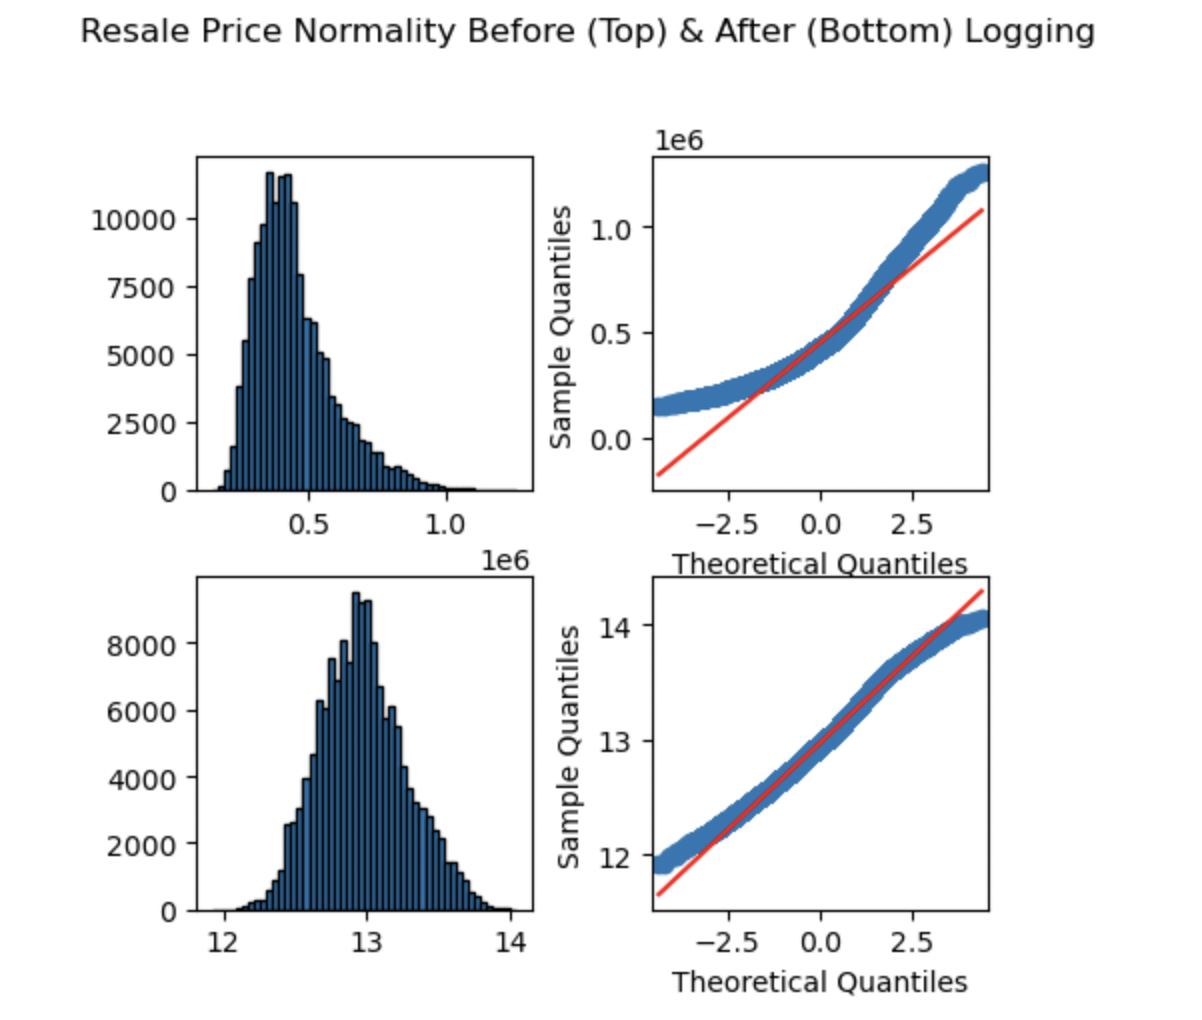 Resale Price Normality Before (Top) & After (Bottom) Logging
10000
7500
5000
2500
0
0.5 1.0
1e6
1e6
Sample Quantiles
1.0
0.5
0.0
−2.5 0.0 2.5
Theoretical Quantiles
8000
6000
4000
2000
0
12 13 14
Sample Quantiles
14
13
12
−2.5 0.0 2.5
Theoretical Quantiles